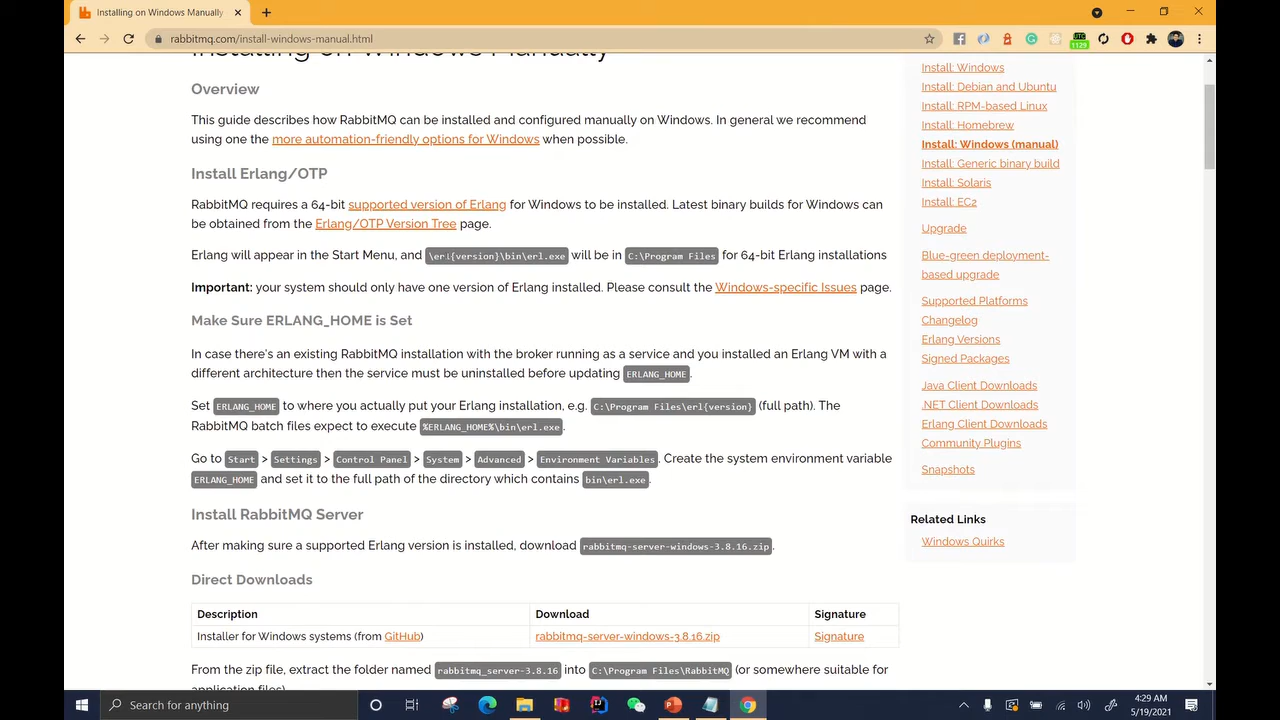 Installing on Windows Manually
rabbitmq.com/install-windows-manual.html
1129
Installing on Windows Manually
Overview
This guide describes how RabbitMQ can be installed and configured manually on Windows. In general we recommend
using one the more automation-friendly options for Windows when possible.
Install Erlang/OTP
RabbitMQ requires a 64-bit supported version of Erlang for Windows to be installed. Latest binary builds for Windows can
be obtained from the Erlang/OTP Version Tree page.
Erlang will appear in the Start Menu, and \erl{version}\bin\erl.exe will be in C:\Program Files for 64-bit Erlang installations
Important: your system should only have one version of Erlang installed. Please consult the Windows-specific Issues page.
Make Sure ERLANG_HOME is Set
In case there's an existing RabbitMQ installation with the broker running as a service and you installed an Erlang VM with a
different architecture then the service must be uninstalled before updating ERLANG_HOME.
Set ERLANG_HOME to where you actually put your Erlang installation, e.g. C:\Program Files\erl{version} (full path). The
RabbitMQ batch files expect to execute %ERLANG_HOME%\bin\erl.exe.
Go to Start > Settings > Control Panel > System > Advanced > Environment Variables. Create the system environment variable
ERLANG_HOME and set it to the full path of the directory which contains bin\erl.exe.
Install RabbitMQ Server
After making sure a supported Erlang version is installed, download rabbitmq-server-windows-3.8.16.zip.
Direct Downloads
Description Download Signature
Installer for Windows systems (from GitHub) rabbitmq-server-windows-3.8.16.zip Signature
From the zip file, extract the folder named rabbitmq_server-3.8.16 into C:\Program Files\RabbitMQ (or somewhere suitable for
application files).
Install: Windows
Install: Debian and Ubuntu
Install: RPM-based Linux
Install: Homebrew
Install: Windows (manual)
Install: Generic binary build
Install: Solaris
Install: EC2
Upgrade
Blue-green deployment-
based upgrade
Supported Platforms
Changelog
Erlang Versions
Signed Packages
Java Client Downloads
.NET Client Downloads
Erlang Client Downloads
Community Plugins
Snapshots
Related Links
Windows Quirks
Type here to search
4:29 AM
5/19/2021